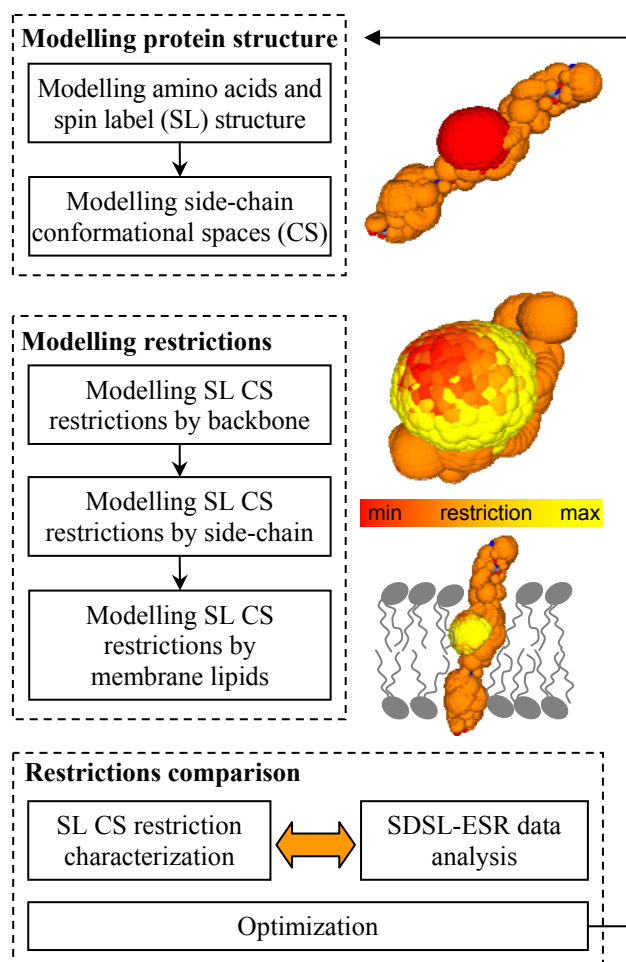 Modelling protein structure
Modelling amino acids and
spin label (SL) structure
Modelling side-chain
conformational spaces (CS)
Modelling restrictions
Modelling SL CS
restrictions by backbone
Modelling SL CS
restrictions by side-chain
Modelling SL CS
restrictions by
membrane lipids
min restriction max
Restrictions comparison
SL CS restriction
characterization
SDSL-ESR data
analysis
Optimization